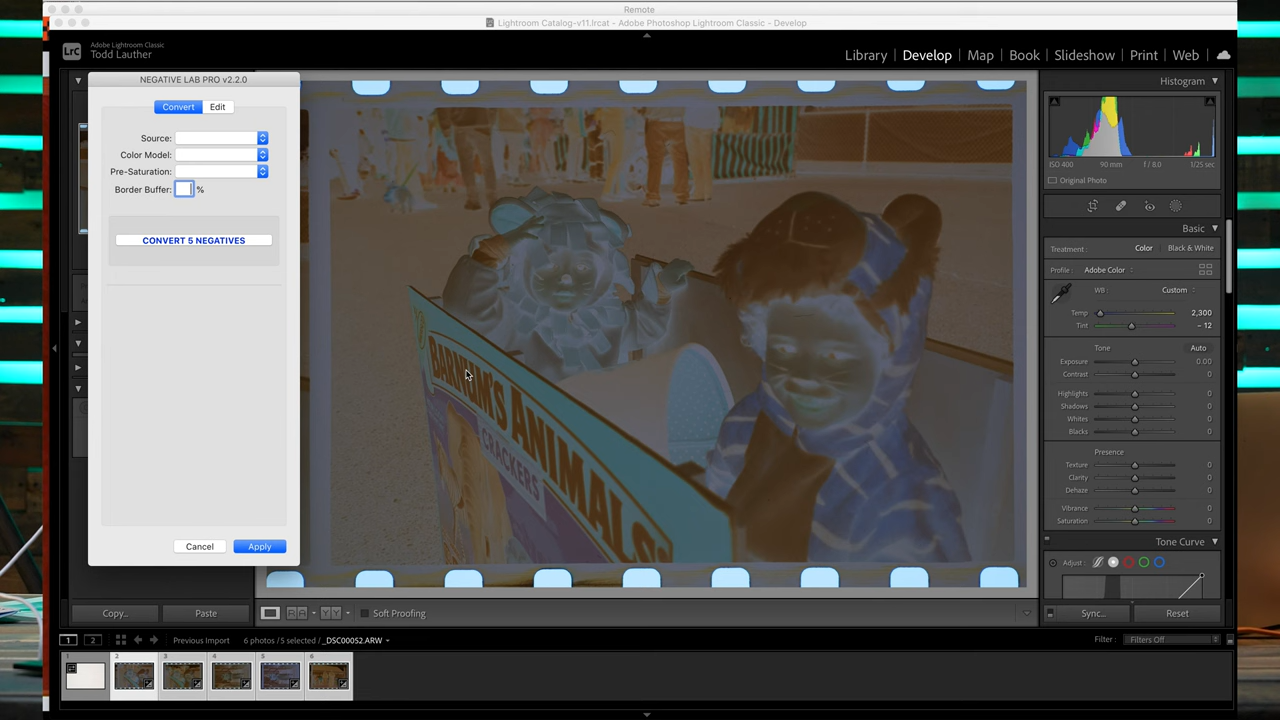 Remote
Lightroom Catalog-v11.lrcat - Adobe Photoshop Lightroom Classic - Develop
LrC
Adobe Lightroom Classic
Todd Lauther
Library | Develop | Map | Book | Slideshow | Print | Web
NEGATIVE LAB PRO v2.2.0
Convert Edit
Source:
Color Model:
Pre-Saturation:
Border Buffer: %
CONVERT 5 NEGATIVES
Cancel Apply
BARNUM'S ANIMALS
CRACKERS
Histogram
ISO 100 90 mm f / 8.0 1/25 sec
Original Photo
Basic
Treatment: Color Black & White
Profile: Adobe Color
WB: Custom
Temp 2,300
Tint – 12
Tone Auto
Exposure 0.00
Contrast 0
Highlights 0
Shadows 0
Whites 0
Blacks 0
Presence
Texture 0
Clarity 0
Dehaze 0
Vibrance 0
Saturation 0
Tone Curve
Adjust:
Copy... Paste
Soft Proofing
Sync... Reset
1 2 Previous Import 6 photos / 5 selected / _DSC00052.ARW
Filter: Filters Off
1 2 3 4 5 6